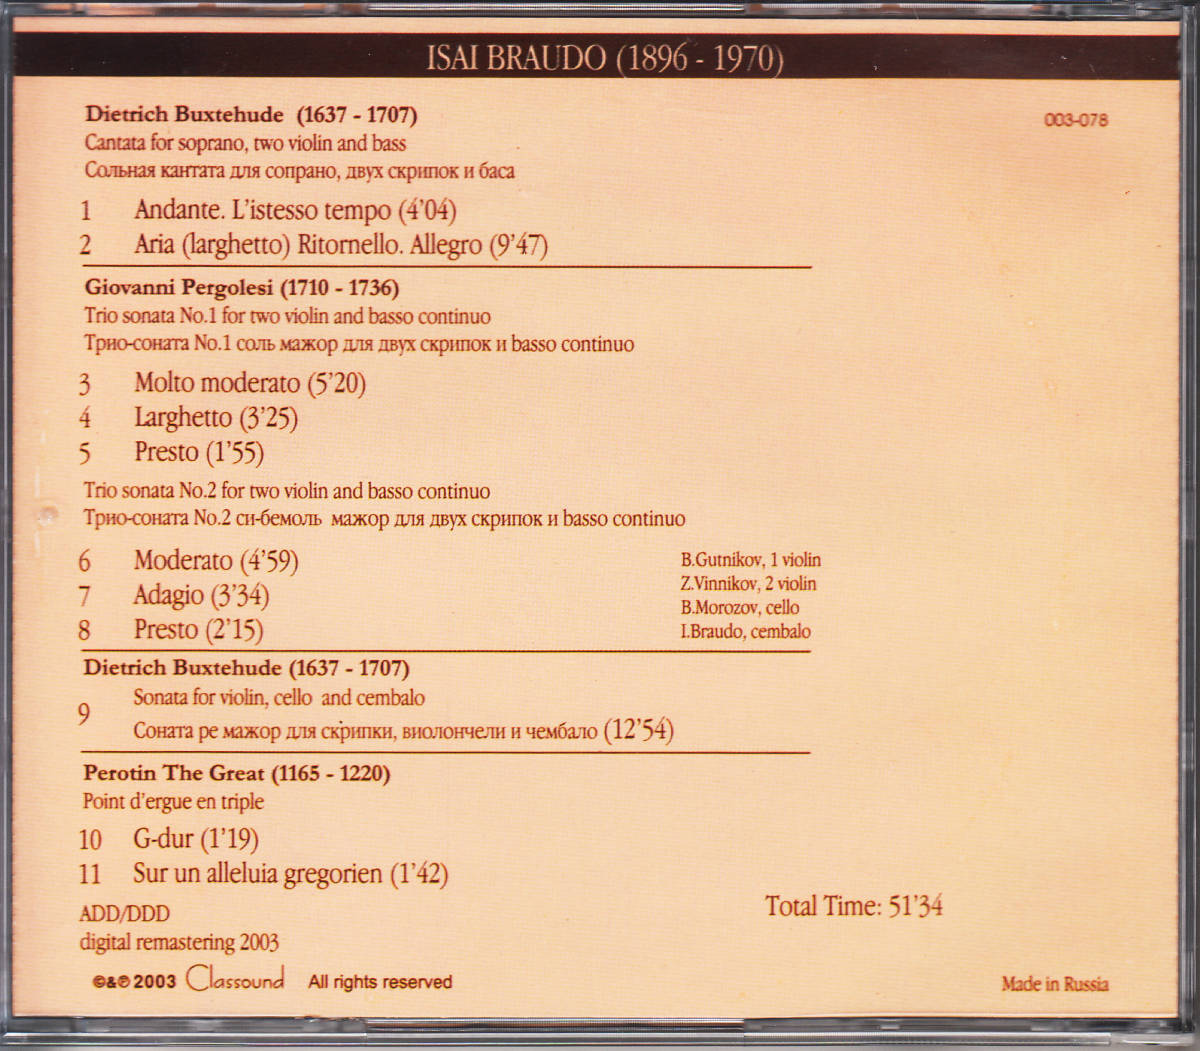 ISAI BRAUDO (1896 - 1970)
Dietrich Buxtehude (1637 - 1707)
003-078
Cantata for soprano, two violin and bass
Сольная кантата для сопрано, двух скрипок и баса
1 Andante. L'istesso tempo (4'04)
2 Aria (larghetto) Ritornello. Allegro (9'47)
Giovanni Pergolesi (1710 - 1736)
Trio sonata No.1 for two violin and basso continuo
Трио-соната No.1 соль мажор для двух скрипок и basso continuo
3 Molto moderato (5'20)
4 Larghetto (3'25)
5 Presto (1'55)
Trio sonata No.2 for two violin and basso continuo
Трио-соната No.2 си-бемоль мажор для двух скрипок и basso continuo
6 Moderato (4'59)
7 Adagio (3'34)
8 Presto (2'15)
B.Gutnikov, 1 violin
Z.Vinnikov, 2 violin
B.Morozov, cello
I.Braudo, cembalo
Dietrich Buxtehude (1637 - 1707)
9 Sonata for violin, cello and cembalo
Соната ре мажор для скрипки, виолончели и чембало (12'54)
Perotin The Great (1165 - 1220)
Point d'ergue en triple
10 G-dur (1'19)
11 Sur un alleluia gregorien (1'42)
Total Time: 51'34
ADD/DDD
digital remastering 2003
©&℗ 2003 Classound All rights reserved
Made in Russia